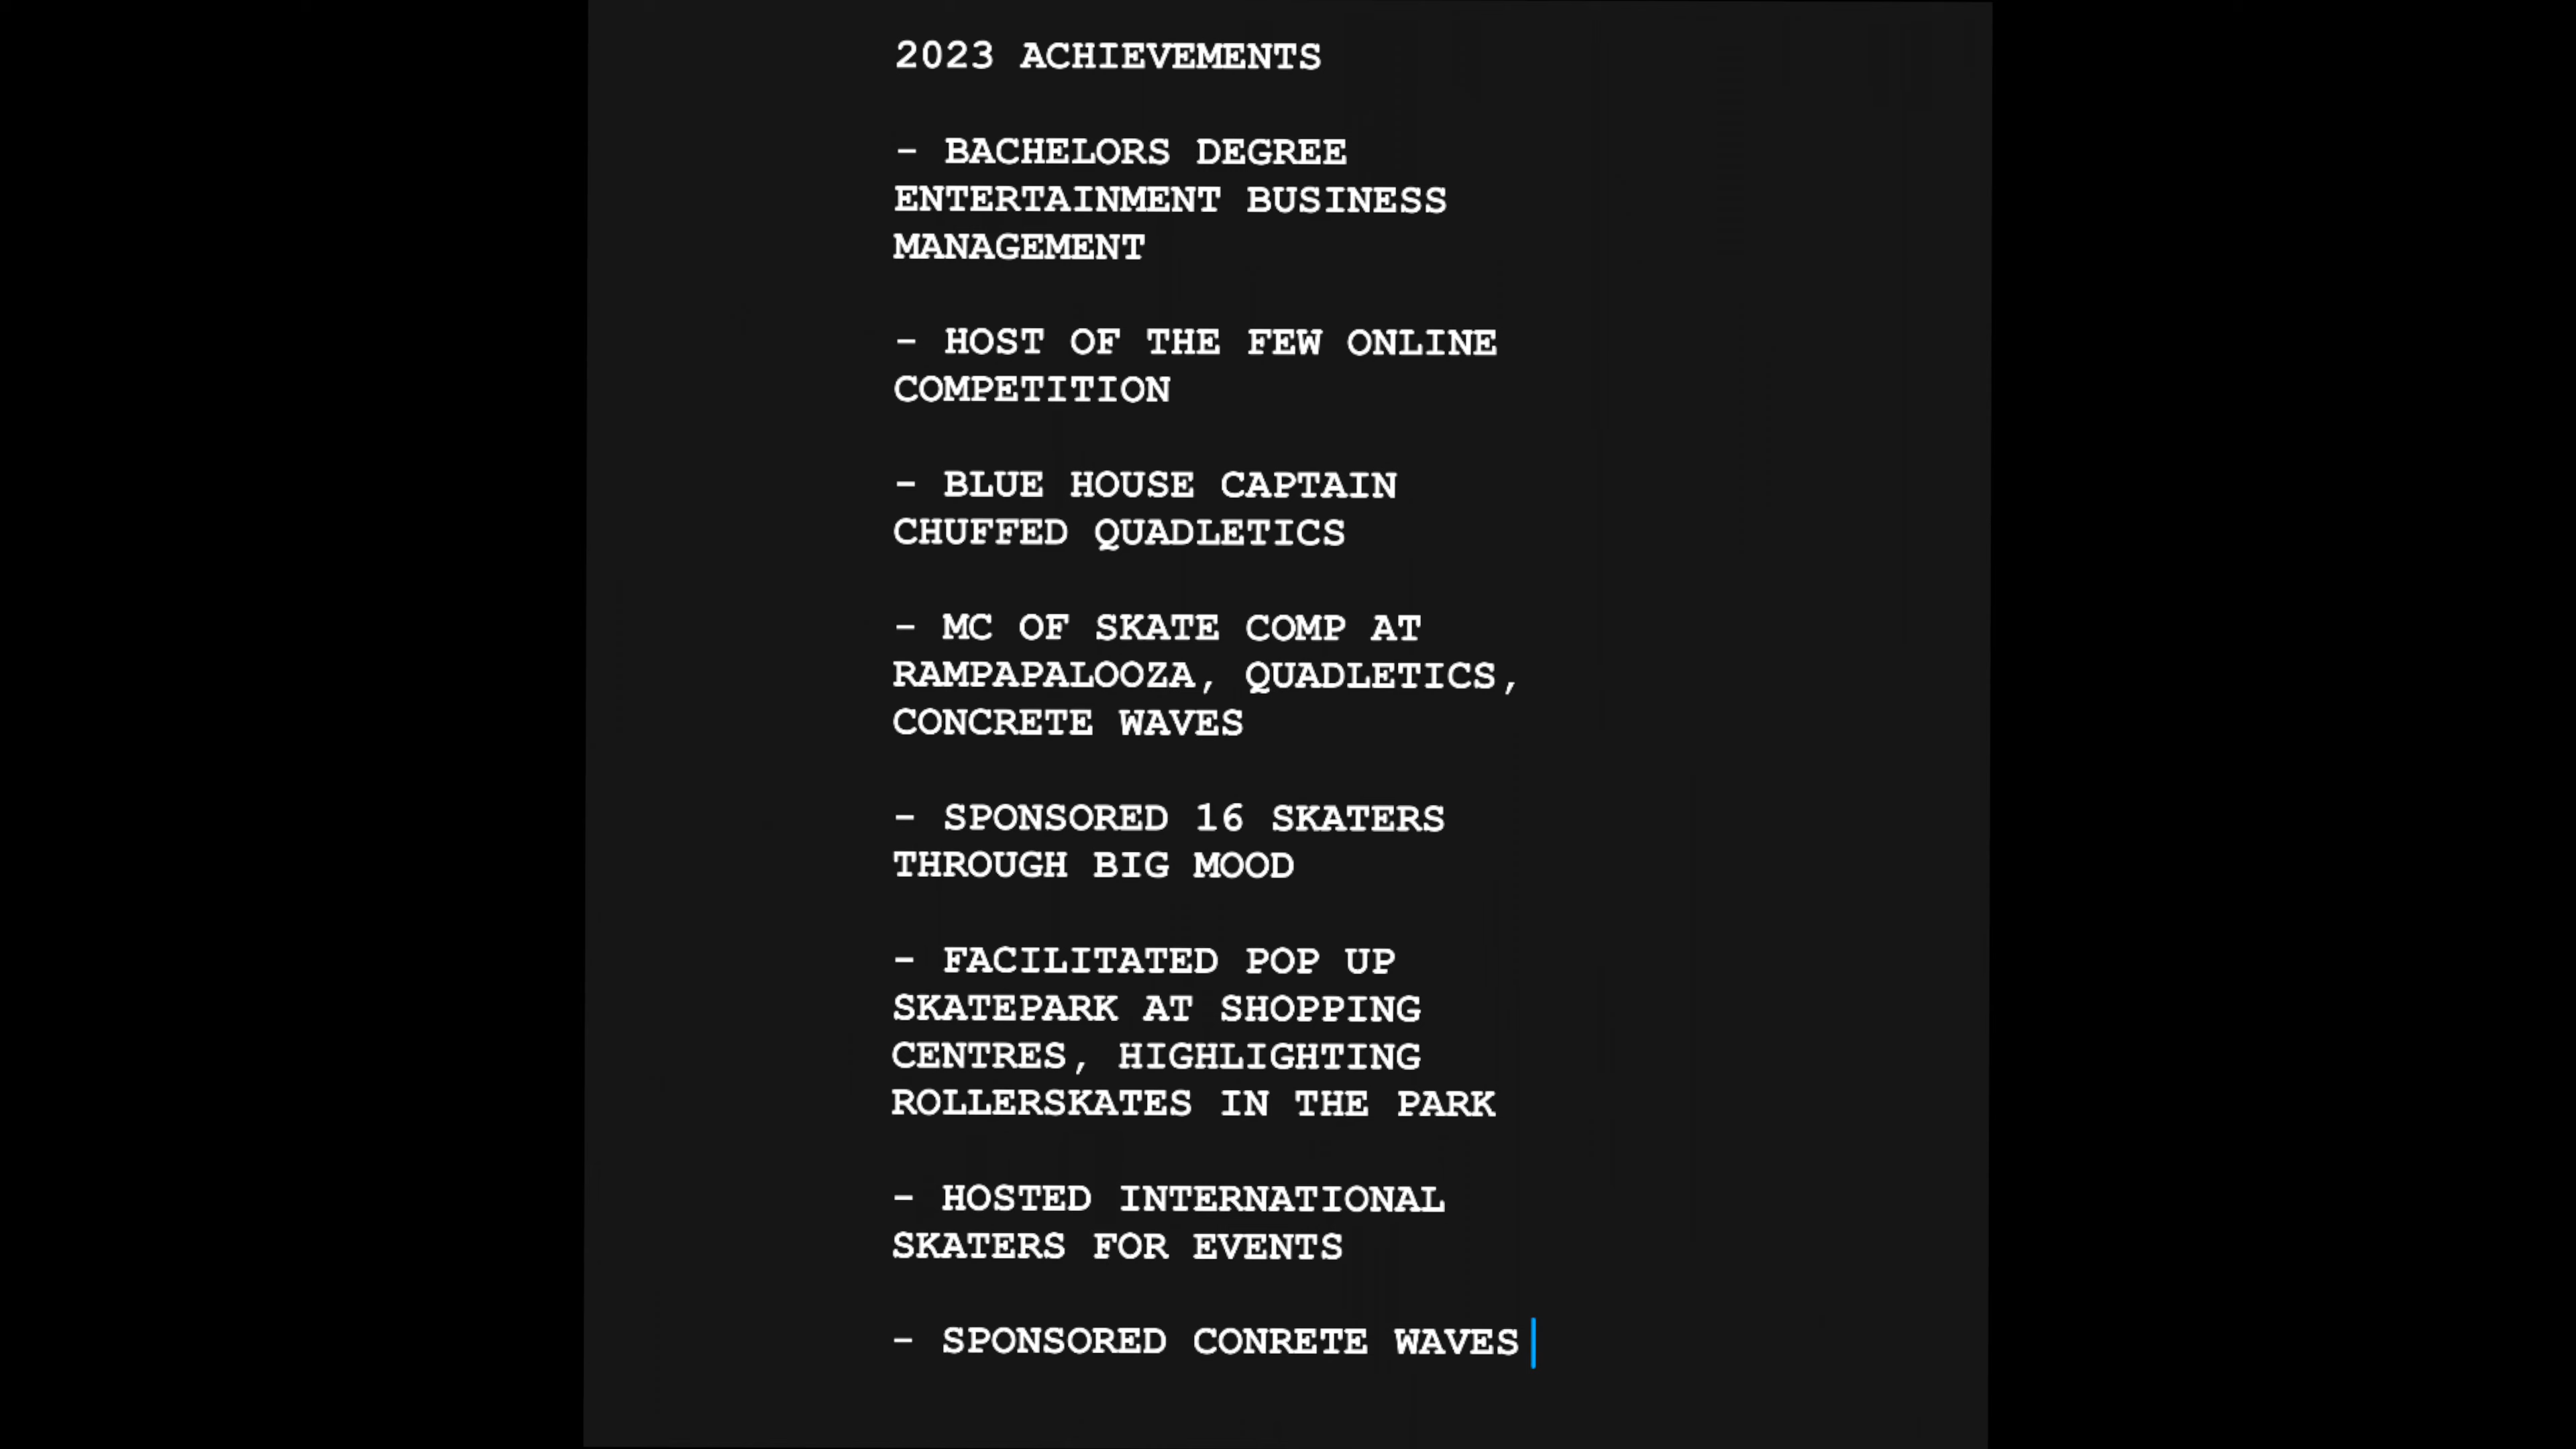 2023 ACHIEVEMENTS
- BACHELORS DEGREE
ENTERTAINMENT BUSINESS
MANAGEMENT
- HOST OF THE FEW ONLINE
COMPETITION
- BLUE HOUSE CAPTAIN
CHUFFED QUADLETICS
- MC OF SKATE COMP AT
RAMPAPALOOZA, QUADLETICS,
CONCRETE WAVES
- SPONSORED 16 SKATERS
THROUGH BIG MOOD
- FACILITATED POP UP
SKATEPARK AT SHOPPING
CENTRES, HIGHLIGHTING
ROLLERSKATES IN THE PARK
- HOSTED INTERNATIONAL
SKATERS FOR EVENTS
- SPONSORED CONRETE WAVES